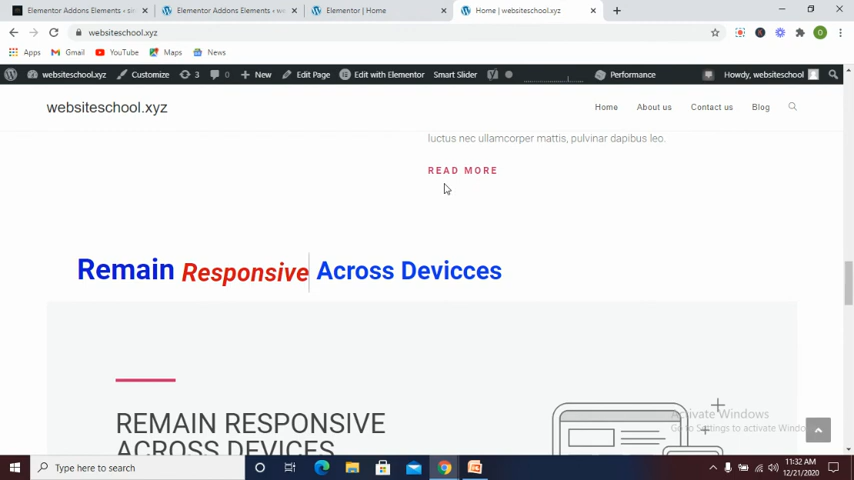 Elementor Addons Elements ‹ sit
Elementor Addons Elements ‹ we
Elementor | Home
Home | websiteschool.xyz
websiteschool.xyz
Apps
Gmail
YouTube
Maps
News
websiteschool.xyz
Customize
3
0
New
Edit Page
Edit with Elementor
Smart Slider
Performance
Howdy, websiteschool
websiteschool.xyz
Home
About us
Contact us
Blog
luctus nec ullamcorper mattis, pulvinar dapibus leo.
READ MORE
Remain Responsive Across Devicces
REMAIN RESPONSIVE
ACROSS DEVICES
Activate Windows
Go to Settings to activate Windo
Type here to search
11:32 AM
12/21/2020